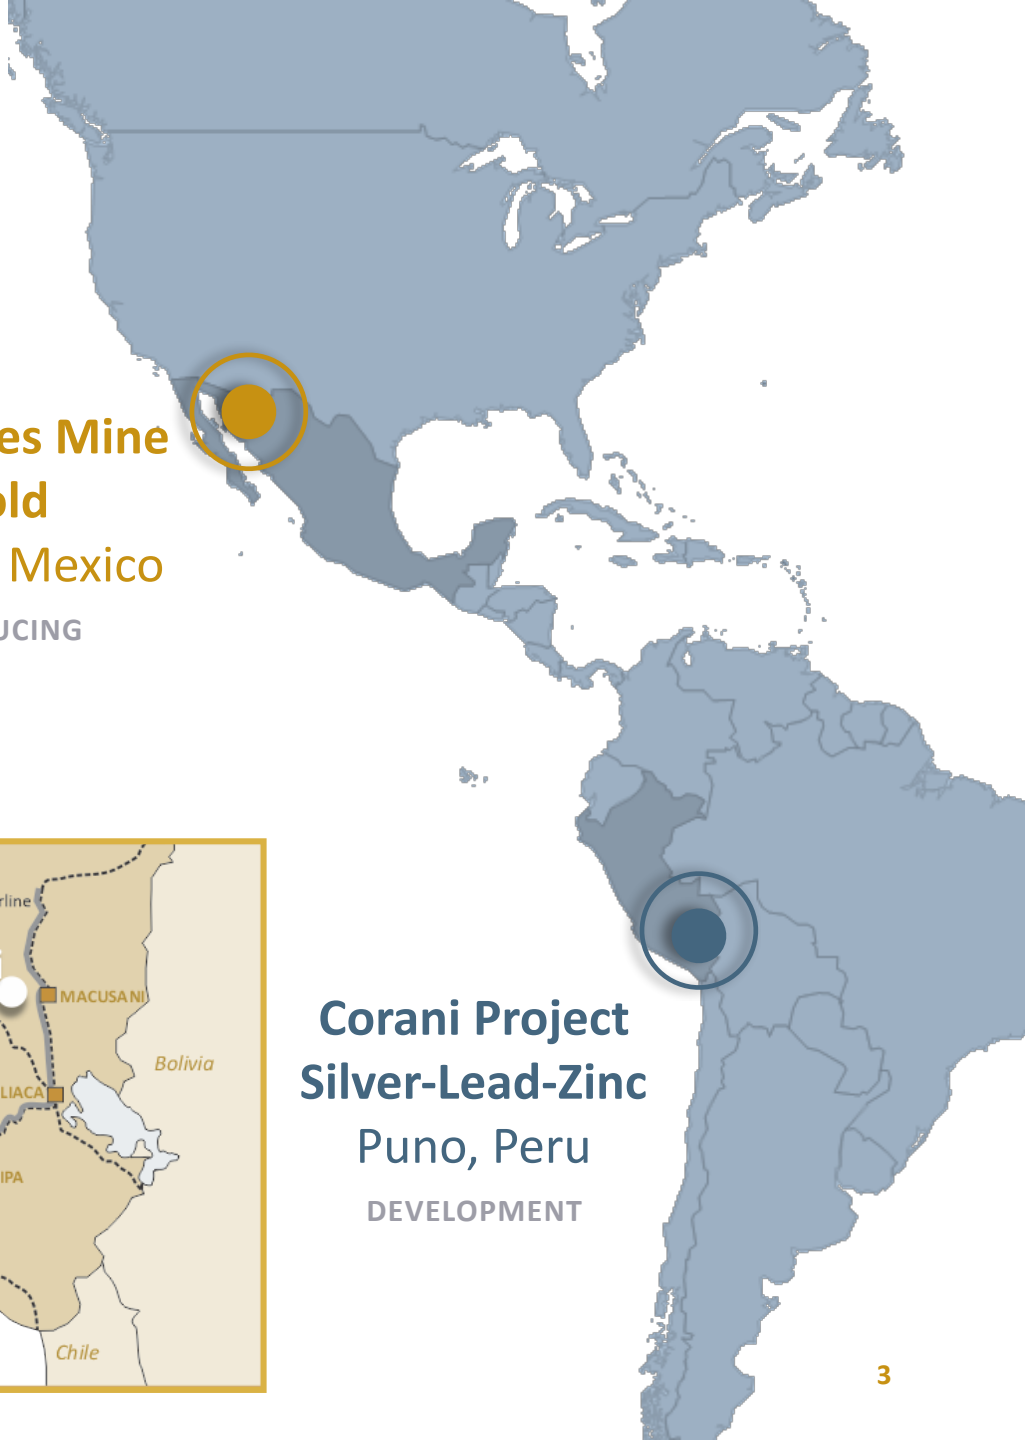 es Mine
old
Mexico
UCING
rline
MACUSANI
Bolivia
LIACA
IPA
Chile
Corani Project
Silver-Lead-Zinc
Puno, Peru
DEVELOPMENT
3